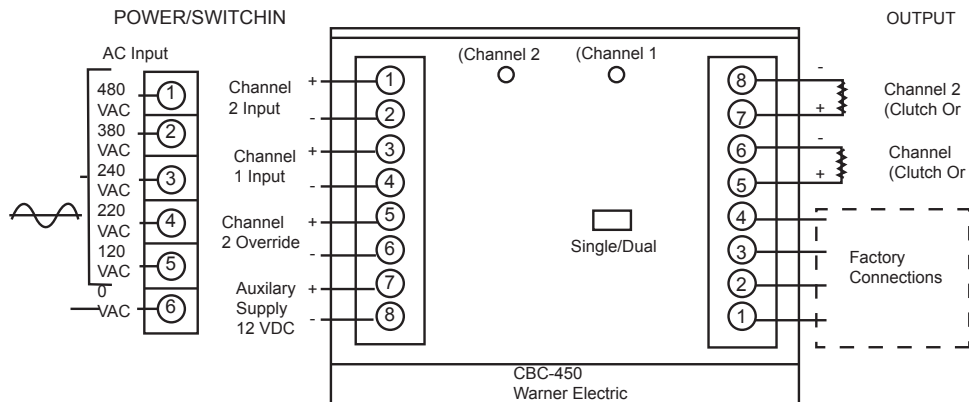 POWER/SWITCHIN
OUTPUT
AC Input
480
VAC
1
380
VAC
2
240
VAC
3
220
VAC
4
120
VAC
5
0
VAC
6
Channel
2 Input
+
-
Channel
1 Input
+
-
Channel
2 Override
+
-
Auxilary
Supply
12 VDC
+
-
1
2
3
4
5
6
7
8
(Channel 2
(Channel 1
Single/Dual
8
7
6
5
4
3
2
1
-
+
Channel 2
(Clutch Or
-
+
Channel
(Clutch Or
Factory
Connections
CBC-450
Warner Electric